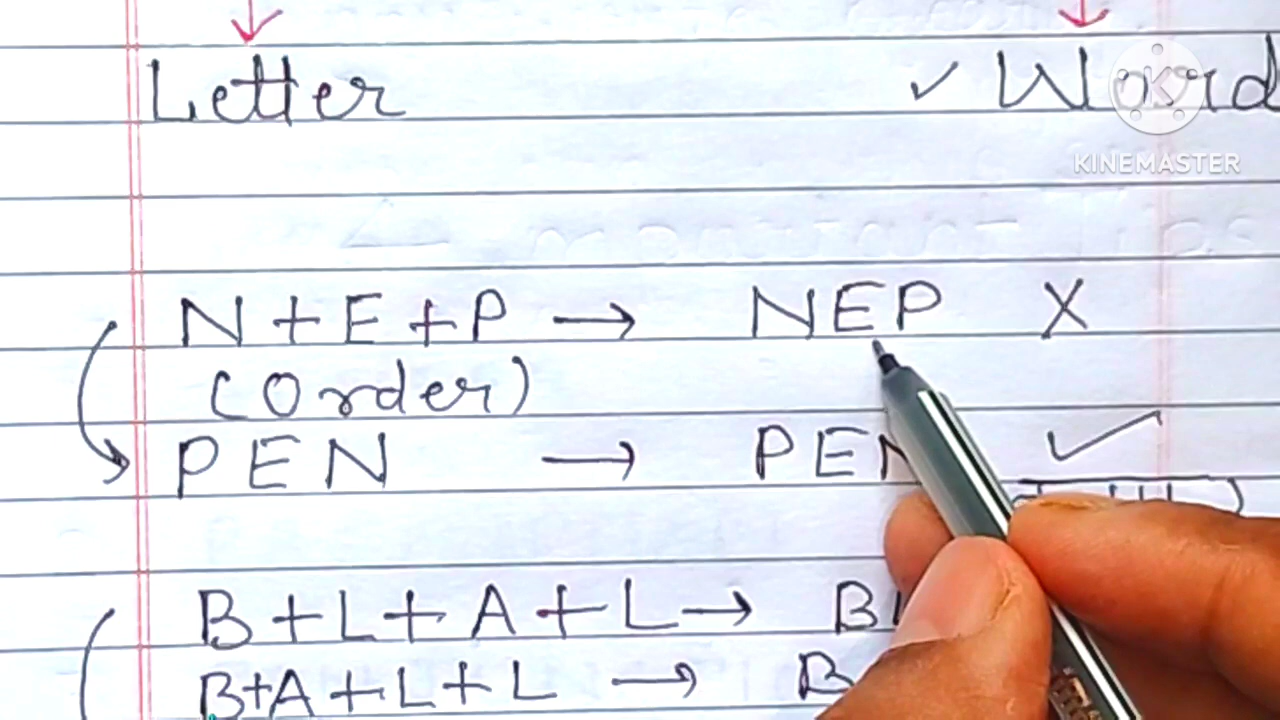 Letter ✓ Word
KINEMASTER
N + E + P → NEP X
(Order)
PEN → PEN ✓
B + L + A + L →
B + A + L + L → B